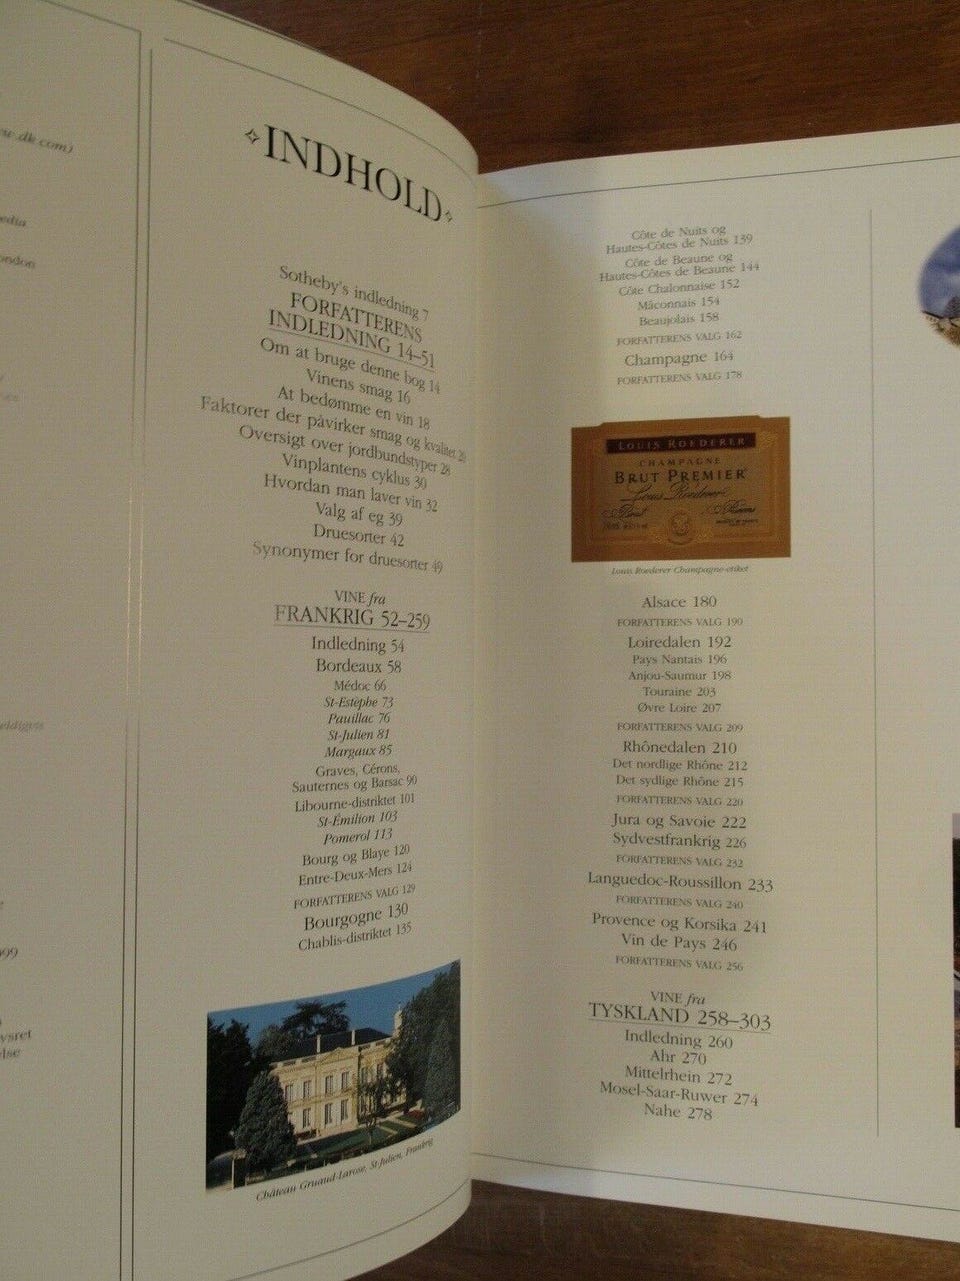 .dk.com)
INDHOLD
Sotheby's indledning 7
FORFATTERENS
INDLEDNING 14–51
Om at bruge denne bog 14
Vinens smag 16
At bedømme en vin 18
Faktorer der påvirker smag og kvalitet 20
Oversigt over jordbundstyper 28
Vinplantens cyklus 30
Hvordan man laver vin 32
Valg af eg 39
Druesorter 42
Synonymer for druesorter 49
VINE fra
FRANKRIG 52–259
Indledning 54
Bordeaux 58
Médoc 66
St-Estèphe 73
Pauillac 76
St-Julien 81
Margaux 85
Graves, Cérons,
Sauternes og Barsac 90
Libourne-distriktet 101
St-Émilion 103
Pomerol 113
Bourg og Blaye 120
Entre-Deux-Mers 124
FORFATTERENS VALG 129
Bourgogne 130
Chablis-distriktet 135
Château Gruaud-Larose, St-Julien, Frankrig
Côte de Nuits og
Hautes-Côtes de Nuits 139
Côte de Beaune og
Hautes-Côtes de Beaune 144
Côte Chalonnaise 152
Mâconnais 154
Beaujolais 158
FORFATTERENS VALG 162
Champagne 164
FORFATTERENS VALG 178
LOUIS ROEDERER
CHAMPAGNE
BRUT PREMIER
Louis Roederer
Brut Reims
Louis Roederer Champagne-etiket
Alsace 180
FORFATTERENS VALG 190
Loiredalen 192
Pays Nantais 196
Anjou-Saumur 198
Touraine 203
Øvre Loire 207
FORFATTERENS VALG 209
Rhônedalen 210
Det nordlige Rhône 212
Det sydlige Rhône 215
FORFATTERENS VALG 220
Jura og Savoie 222
Sydvestfrankrig 226
FORFATTERENS VALG 232
Languedoc-Roussillon 233
FORFATTERENS VALG 240
Provence og Korsika 241
Vin de Pays 246
FORFATTERENS VALG 256
VINE fra
TYSKLAND 258–303
Indledning 260
Ahr 270
Mittelrhein 272
Mosel-Saar-Ruwer 274
Nahe 278